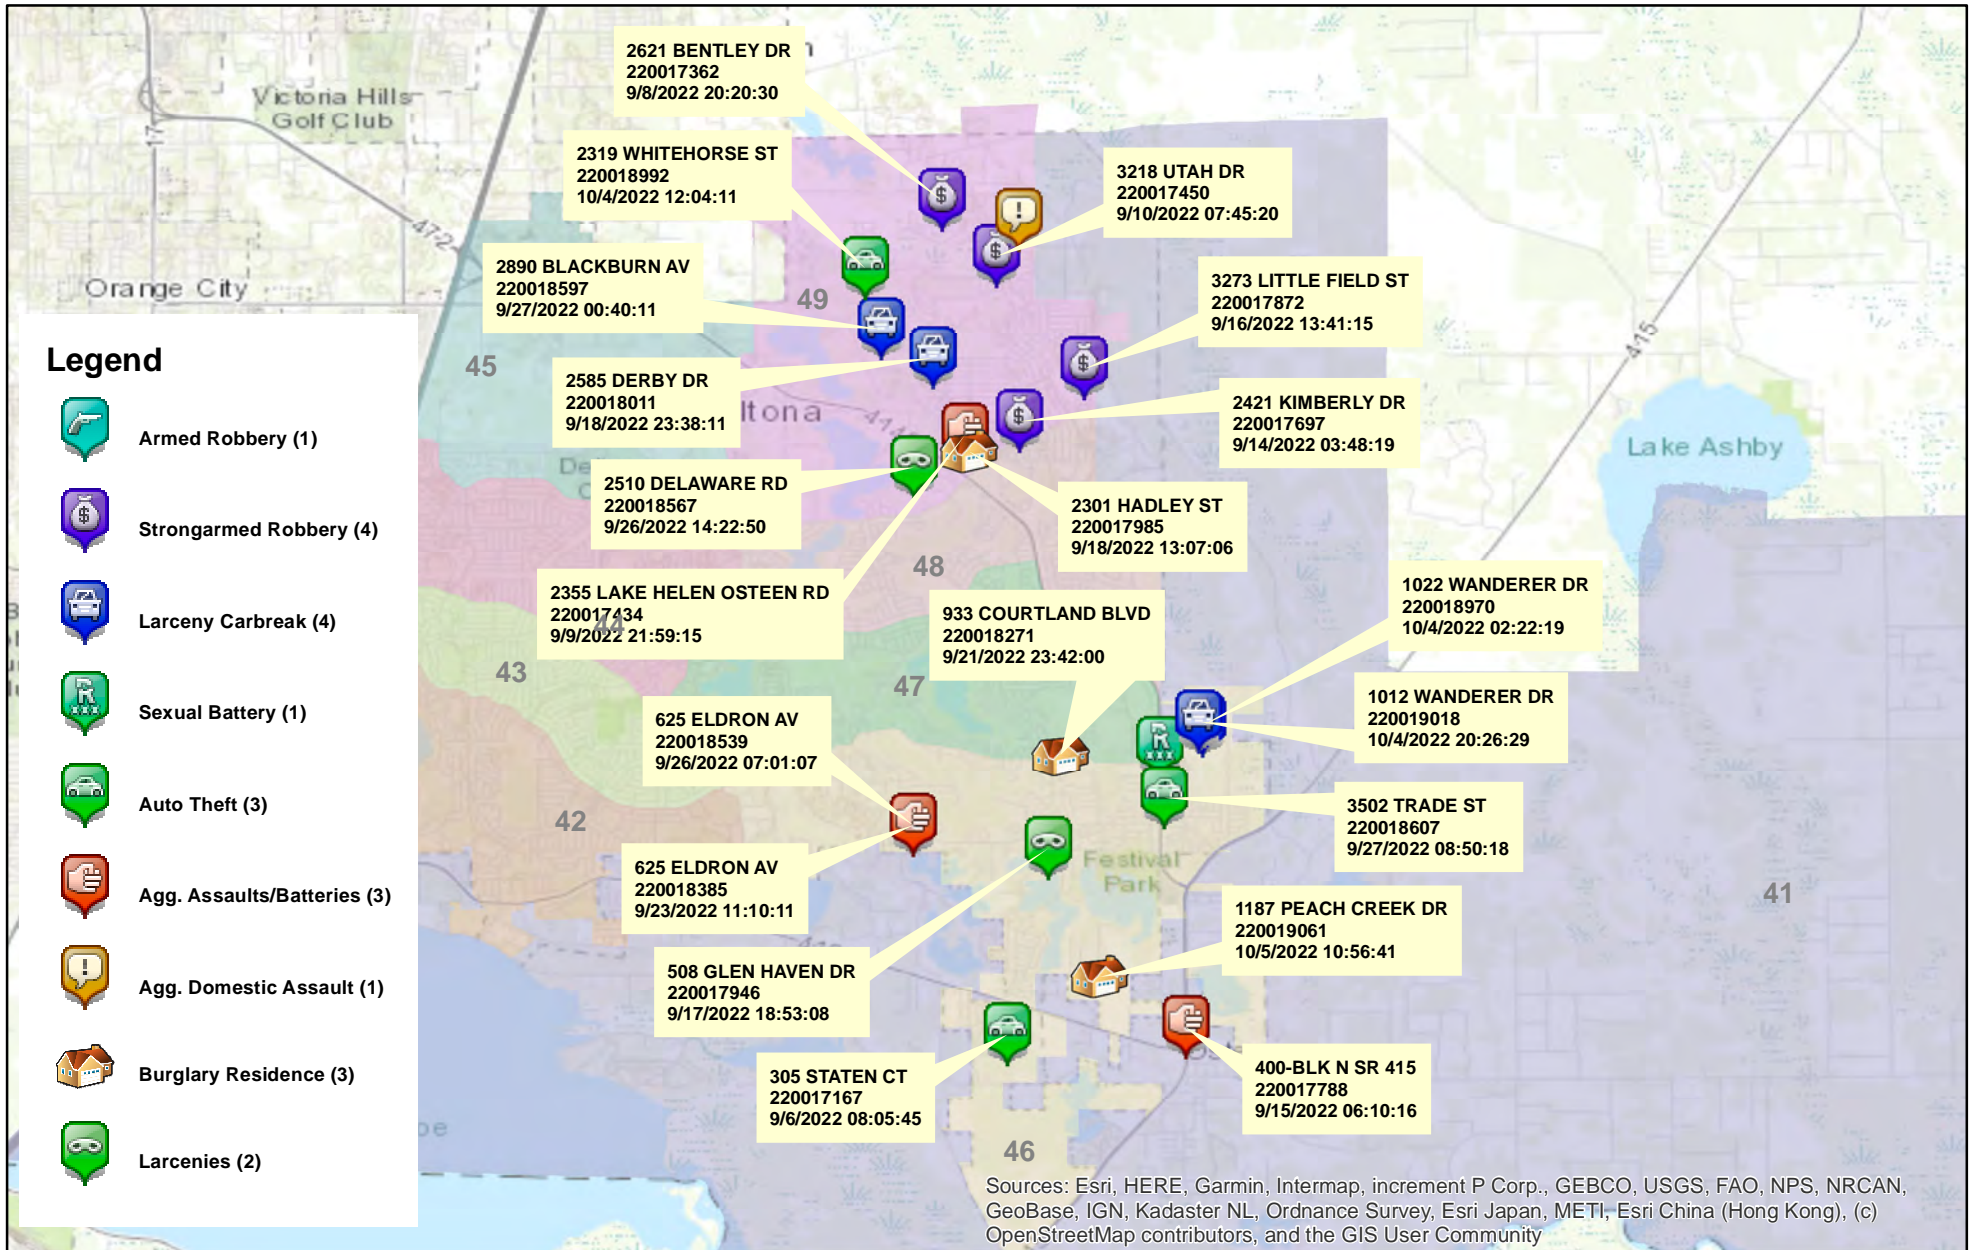 2621 BENTLEY DR
220017362
9/8/2022 20:20:30
Victoria Hills
Golf Club
17
2319 WHITEHORSE ST
220018992
10/4/2022 12:04:11
3218 UTAH DR
220017450
9/10/2022 07:45:20
472
2890 BLACKBURN AV
220018597
9/27/2022 00:40:11
3273 LITTLE FIELD ST
220017872
9/16/2022 13:41:15
Orange City
49
415
45
2585 DERBY DR
220018011
9/18/2022 23:38:11
ltona
2421 KIMBERLY DR
220017697
9/14/2022 03:48:19
Lake Ashby
2510 DELAWARE RD
220018567
9/26/2022 14:22:50
2301 HADLEY ST
220017985
9/18/2022 13:07:06
48
2355 LAKE HELEN OSTEEN RD
220017434
9/9/2022 21:59:15
44
933 COURTLAND BLVD
220018271
9/21/2022 23:42:00
1022 WANDERER DR
220018970
10/4/2022 02:22:19
43
47
1012 WANDERER DR
220019018
10/4/2022 20:26:29
625 ELDRON AV
220018539
9/26/2022 07:01:07
3502 TRADE ST
220018607
9/27/2022 08:50:18
42
625 ELDRON AV
220018385
9/23/2022 11:10:11
Festival
Park
41
1187 PEACH CREEK DR
220019061
10/5/2022 10:56:41
508 GLEN HAVEN DR
220017946
9/17/2022 18:53:08
305 STATEN CT
220017167
9/6/2022 08:05:45
400-BLK N SR 415
220017788
9/15/2022 06:10:16
46
Legend
Armed Robbery (1)
Strongarmed Robbery (4)
Larceny Carbreak (4)
Sexual Battery (1)
Auto Theft (3)
Agg. Assaults/Batteries (3)
Agg. Domestic Assault (1)
Burglary Residence (3)
Larcenies (2)
Sources: Esri, HERE, Garmin, Intermap, increment P Corp., GEBCO, USGS, FAO, NPS, NRCAN,
GeoBase, IGN, Kadaster NL, Ordnance Survey, Esri Japan, METI, Esri China (Hong Kong), (c)
OpenStreetMap contributors, and the GIS User Community